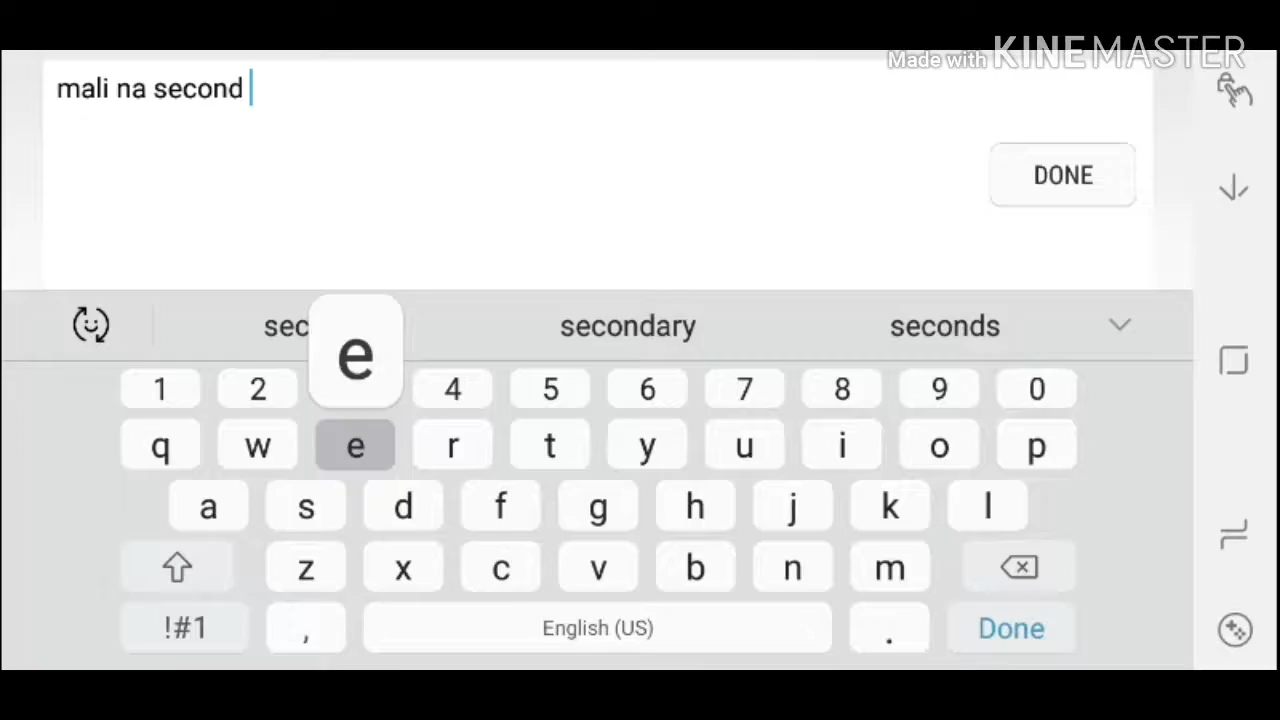 Made with KINEMASTER
mali na second
DONE
sec secondary seconds
e
1 2 4 5 6 7 8 9 0
q w e r t y u i o p
a s d f g h j k l
z x c v b n m
!#1 , English (US) . Done